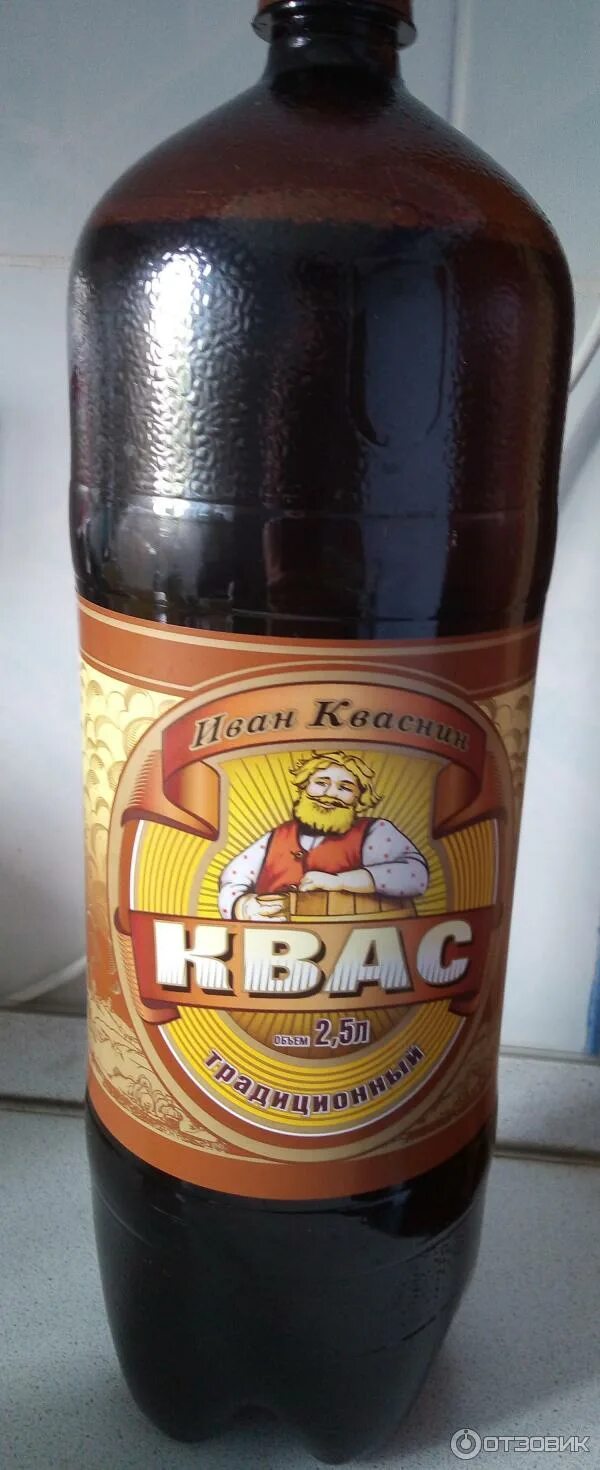 Иван Кваснин
КВАС
ОБЪЕМ 2,5л
традиционный
ОТЗОВИК